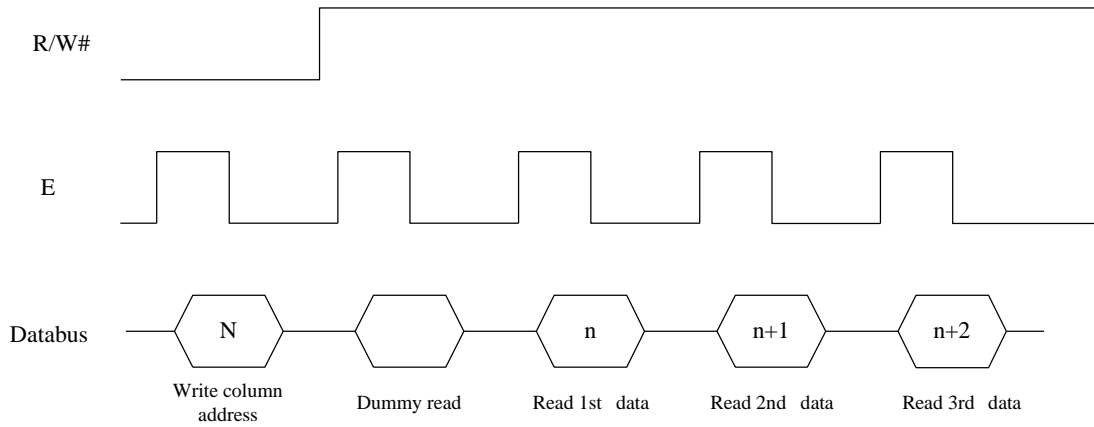 R/W#
E
Databus
N
n
n+1
n+2
Write column
address
Dummy read
Read 1st data
Read 2nd data
Read 3rd data